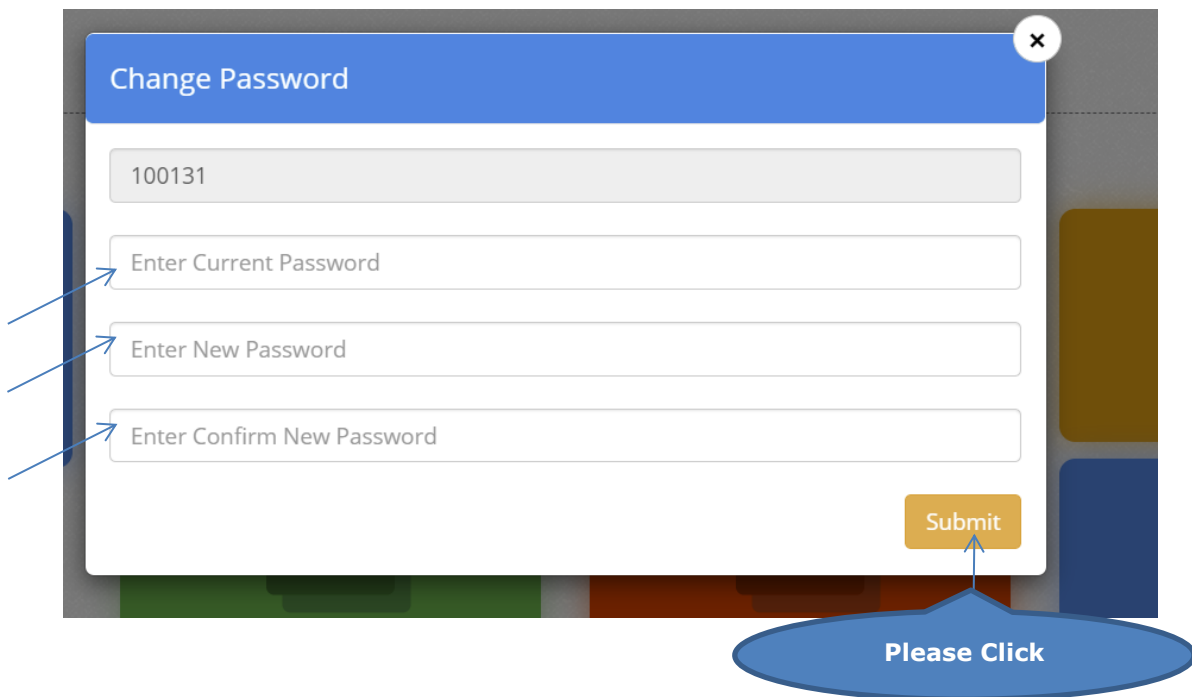 ×
Change Password
100131
Enter Current Password
Enter New Password
Enter Confirm New Password
Submit
Please Click